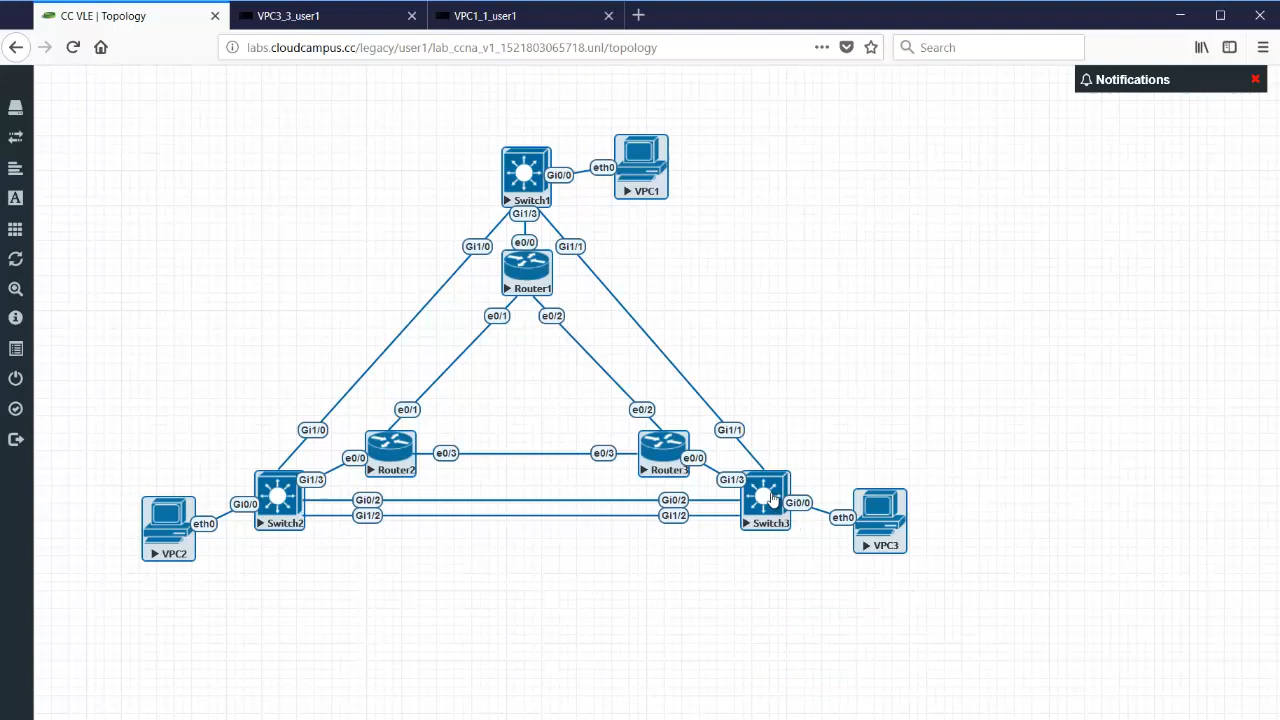 CC VLE | Topology
VPC3_3_user1
VPC1_1_user1
labs.cloudcampus.cc/legacy/user1/lab_ccna_v1_1521803065718.unl/topology
Search
Notifications
Switch1
Gi0/0
eth0
VPC1
Gi1/3
Gi1/0
e0/0
Gi1/1
Router1
e0/1
e0/2
e0/1
e0/2
Gi1/0
Gi1/1
Router2
e0/0
e0/3
e0/3
Router3
e0/0
Gi1/3
Gi1/3
Switch2
Gi0/0
eth0
VPC2
Gi0/2
Gi0/2
Gi1/2
Gi1/2
Switch3
Gi0/0
eth0
VPC3